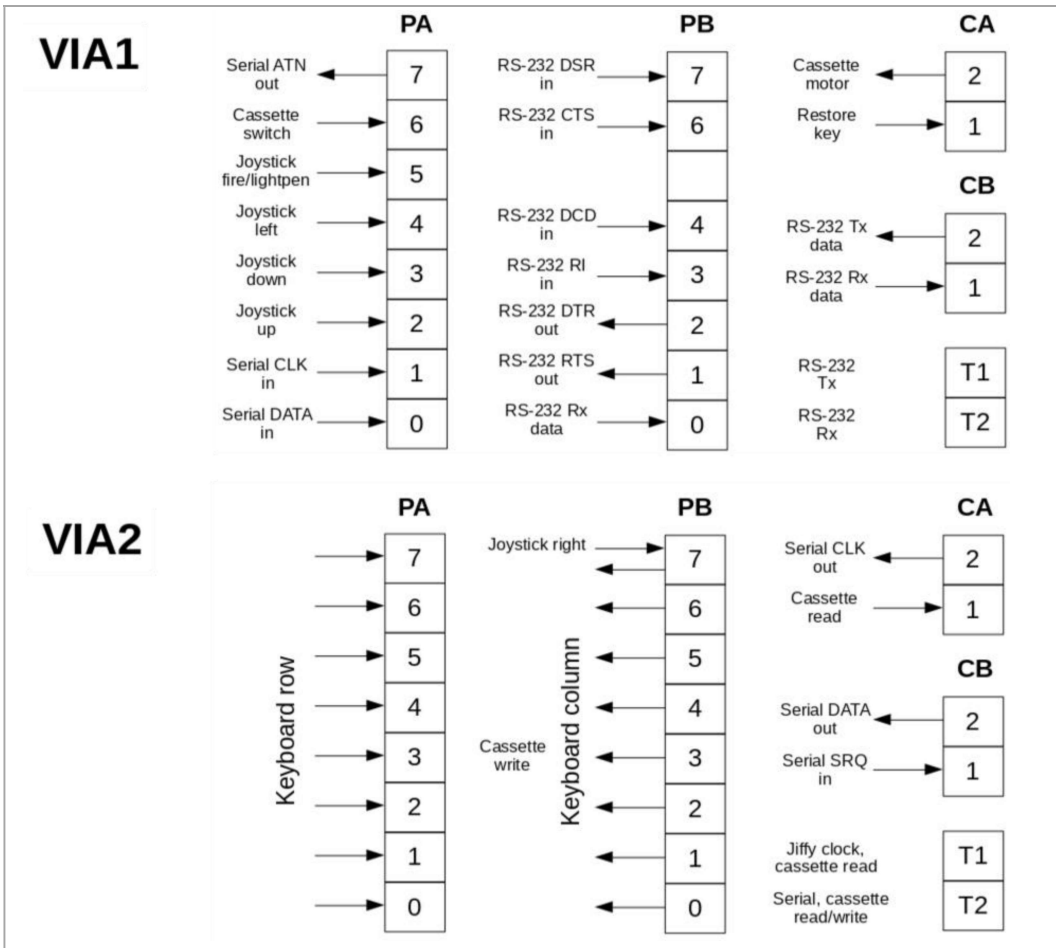 VIA1
PA
PB
CA
Serial ATN
out
7
RS-232 DSR
in
7
Cassette
motor
2
Cassette
switch
6
RS-232 CTS
in
6
Restore
key
1
Joystick
fire/lightpen
5
CB
Joystick
left
4
RS-232 DCD
in
4
RS-232 Tx
data
2
Joystick
down
3
RS-232 RI
in
3
RS-232 Rx
data
1
Joystick
up
2
RS-232 DTR
out
2
Serial CLK
in
1
RS-232 RTS
out
1
RS-232
Tx
T1
Serial DATA
in
0
RS-232 Rx
data
0
RS-232
Rx
T2
VIA2
PA
PB
CA
Keyboard row
7
6
5
4
3
2
1
0
Joystick right
Cassette
write
Keyboard column
7
6
5
4
3
2
1
0
Serial CLK
out
2
Cassette
read
1
CB
Serial DATA
out
2
Serial SRQ
in
1
Jiffy clock,
cassette read
T1
Serial, cassette
read/write
T2